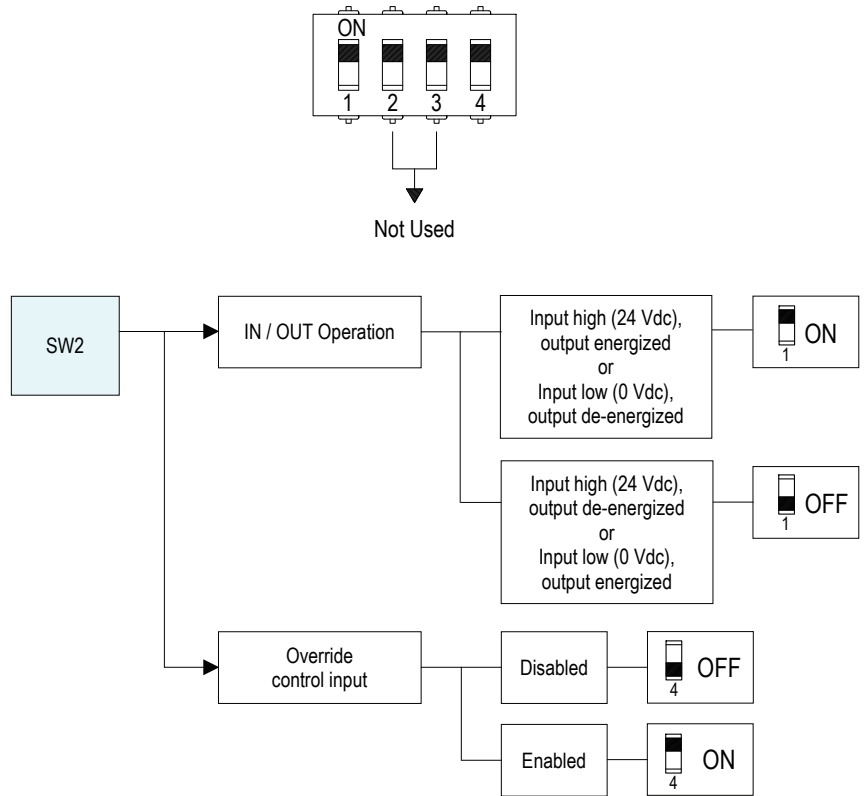 ON
1 2 3 4
Not Used
SW2
IN / OUT Operation
Input high (24 Vdc),
output energized
or
Input low (0 Vdc),
output de-energized
1
ON
Input high (24 Vdc),
output de-energized
or
Input low (0 Vdc),
output energized
1
OFF
Override
control input
Disabled
4
OFF
Enabled
4
ON